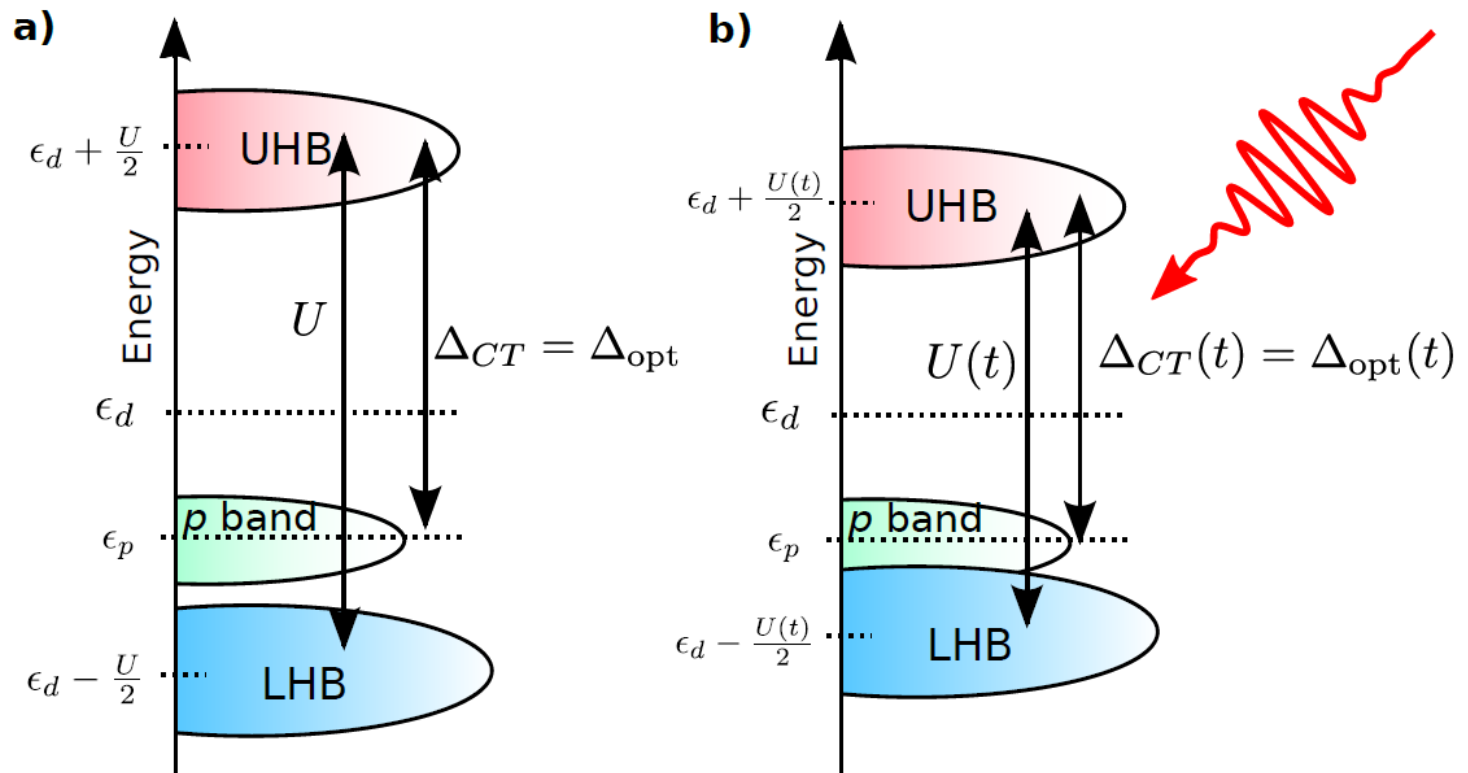 a)
UHB
ϵ_d + U/2
Energy
U
Δ_CT = Δ_opt
ϵ_d
p band
ϵ_p
LHB
ϵ_d − U/2
b)
UHB
ϵ_d + U(t)/2
Energy
U(t)
Δ_CT(t) = Δ_opt(t)
ϵ_d
p band
ϵ_p
LHB
ϵ_d − U(t)/2